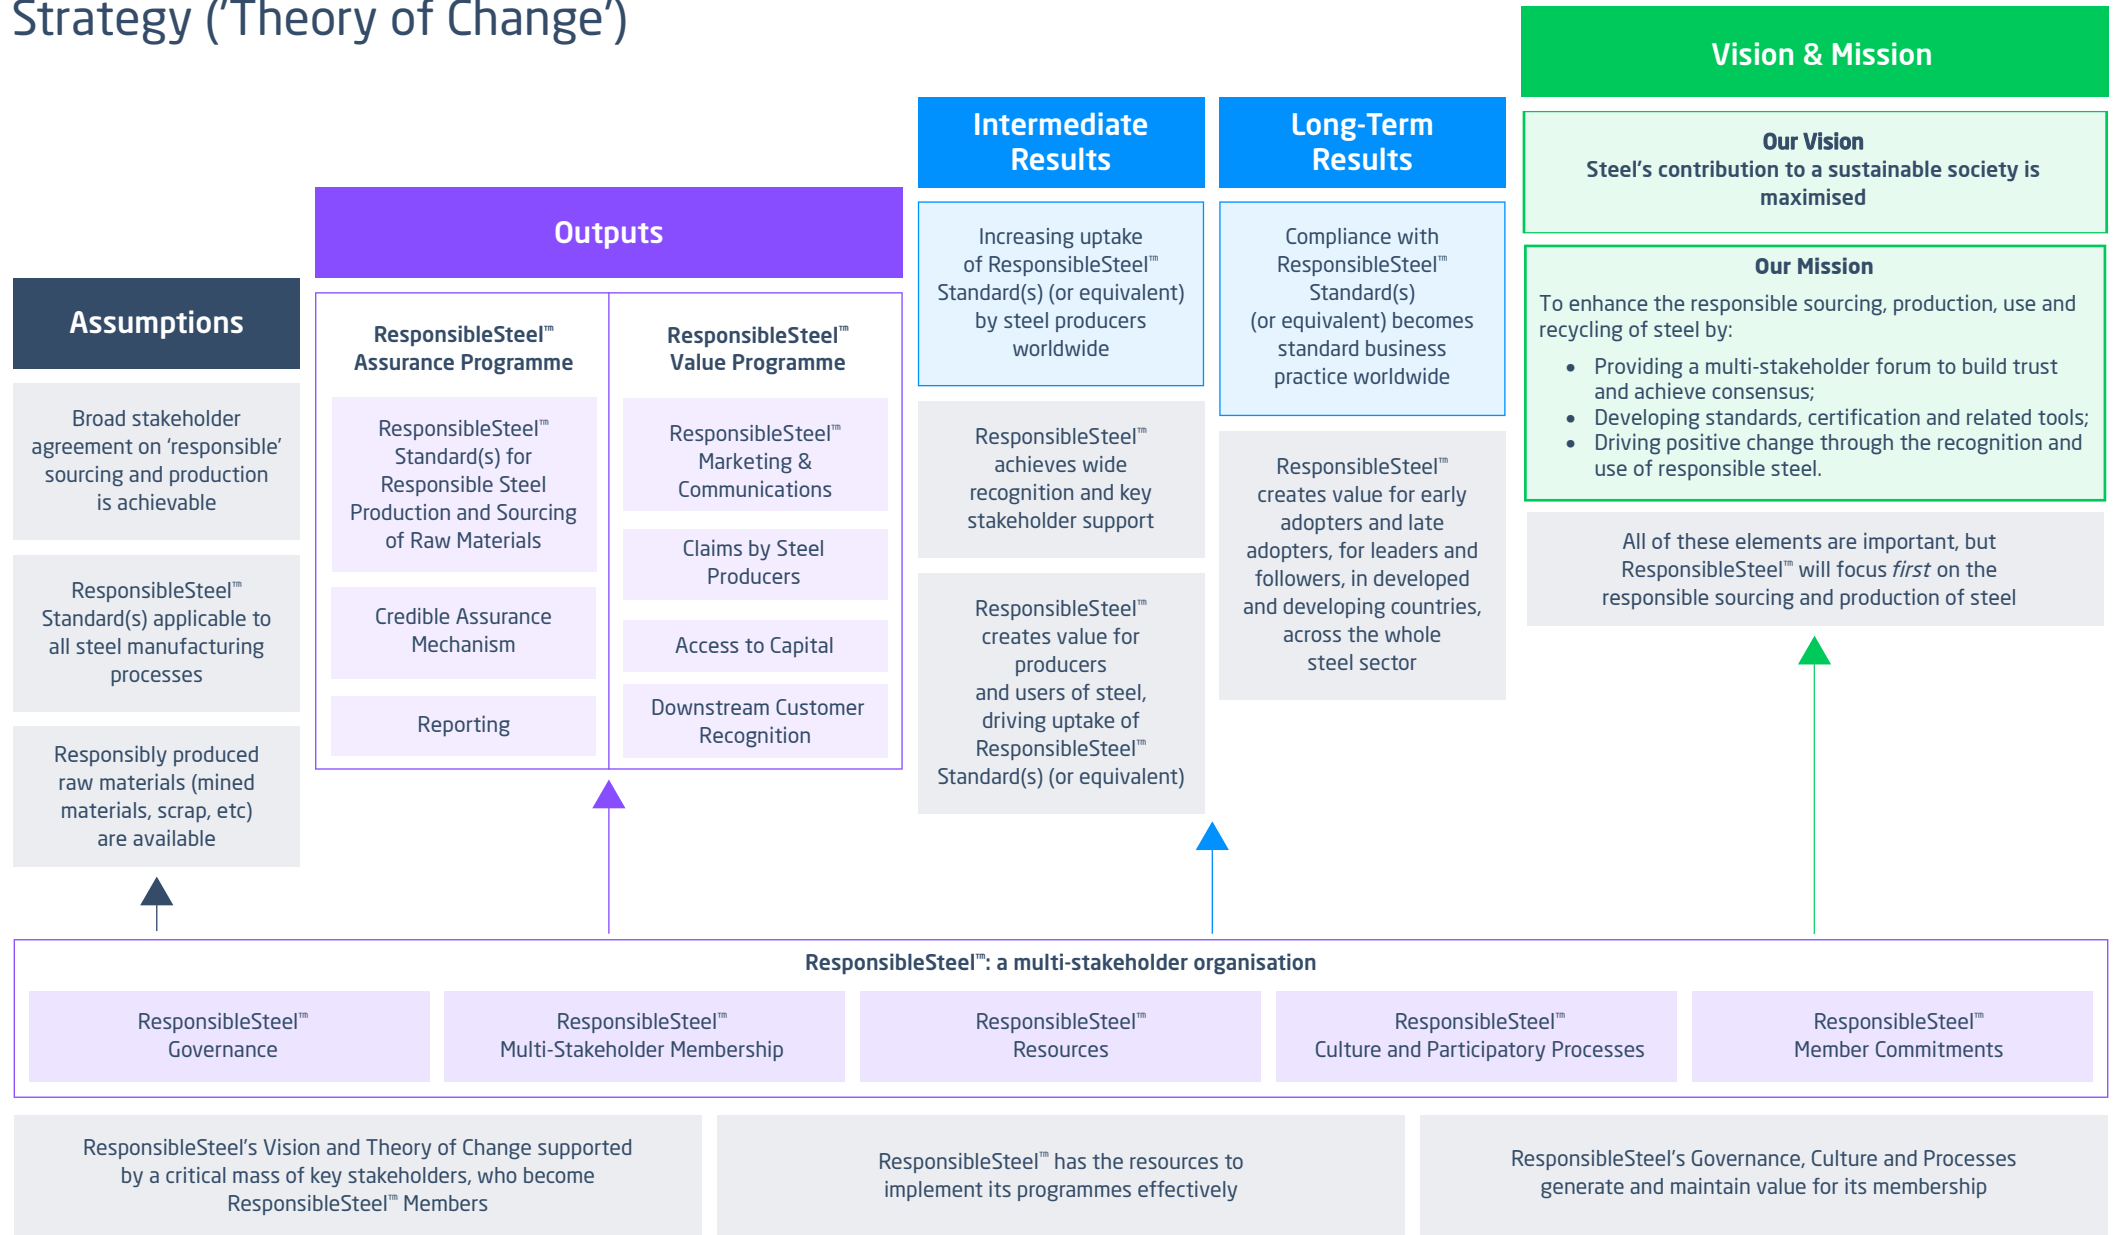 Strategy (‘Theory of Change’)
Assumptions
Broad stakeholder
agreement on ‘responsible’
sourcing and production
is achievable
ResponsibleSteel™
Standard(s) applicable to
all steel manufacturing
processes
Responsibly produced
raw materials (mined
materials, scrap, etc)
are available
Outputs
ResponsibleSteel™
Assurance Programme
ResponsibleSteel™
Standard(s) for
Responsible Steel
Production and Sourcing
of Raw Materials
Credible Assurance
Mechanism
Reporting
ResponsibleSteel™
Value Programme
ResponsibleSteel™
Marketing &
Communications
Claims by Steel
Producers
Access to Capital
Downstream Customer
Recognition
Intermediate
Results
Increasing uptake
of ResponsibleSteel™
Standard(s) (or equivalent)
by steel producers
worldwide
ResponsibleSteel™
achieves wide
recognition and key
stakeholder support
ResponsibleSteel™
creates value for
producers
and users of steel,
driving uptake of
ResponsibleSteel™
Standard(s) (or equivalent)
Long-Term
Results
Compliance with
ResponsibleSteel™
Standard(s)
(or equivalent) becomes
standard business
practice worldwide
ResponsibleSteel™
creates value for early
adopters and late
adopters, for leaders and
followers, in developed
and developing countries,
across the whole
steel sector
Vision & Mission
Our Vision
Steel’s contribution to a sustainable society is
maximised
Our Mission
To enhance the responsible sourcing, production, use and
recycling of steel by:
• Providing a multi-stakeholder forum to build trust
and achieve consensus;
• Developing standards, certification and related tools;
• Driving positive change through the recognition and
use of responsible steel.
All of these elements are important, but
ResponsibleSteel™ will focus first on the
responsible sourcing and production of steel
ResponsibleSteel™: a multi-stakeholder organisation
ResponsibleSteel™
Governance
ResponsibleSteel™
Multi-Stakeholder Membership
ResponsibleSteel™
Resources
ResponsibleSteel™
Culture and Participatory Processes
ResponsibleSteel™
Member Commitments
ResponsibleSteel’s Vision and Theory of Change supported
by a critical mass of key stakeholders, who become
ResponsibleSteel™ Members
ResponsibleSteel™ has the resources to
implement its programmes effectively
ResponsibleSteel’s Governance, Culture and Processes
generate and maintain value for its membership